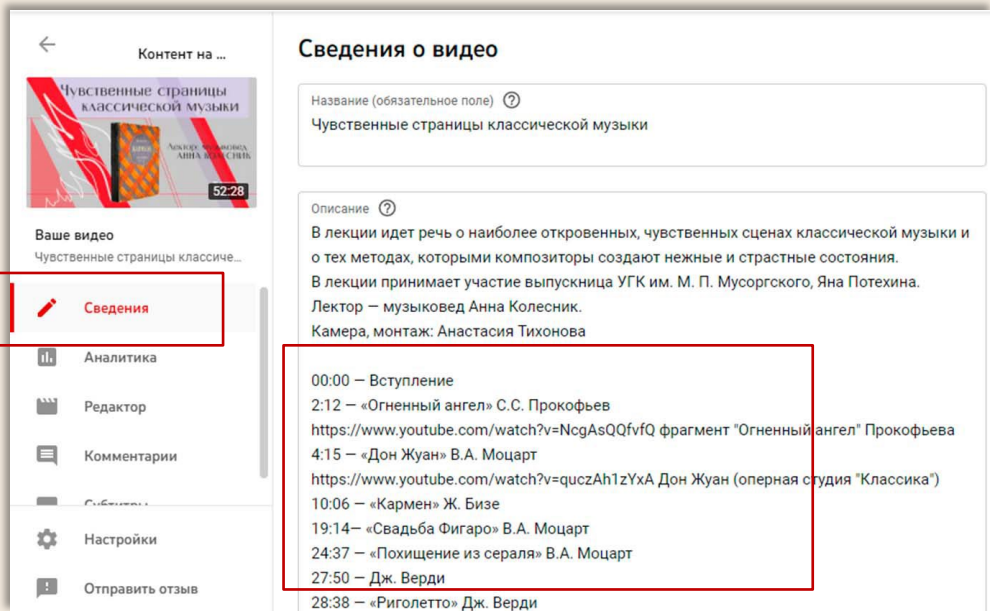 Контент на ...
Чувственные страницы
классической музыки
Лектор: музыковед
АННА КОЛЕСНИК
52:28
Ваше видео
Чувственные страницы классиче...
Сведения
Аналитика
Редактор
Комментарии
Субтитры
Настройки
Отправить отзыв
Сведения о видео
Название (обязательное поле) ?
Чувственные страницы классической музыки
Описание ?
В лекции идет речь о наиболее откровенных, чувственных сценах классической музыки и
о тех методах, которыми композиторы создают нежные и страстные состояния.
В лекции принимает участие выпускница УГК им. М. П. Мусоргского, Яна Потехина.
Лектор — музыковед Анна Колесник.
Камера, монтаж: Анастасия Тихонова
00:00 — Вступление
2:12 — «Огненный ангел» С.С. Прокофьев
https://www.youtube.com/watch?v=NcgAsQQfvfQ фрагмент "Огненный ангел" Прокофьева
4:15 — «Дон Жуан» В.А. Моцарт
https://www.youtube.com/watch?v=quczAh1zYxA Дон Жуан (оперная студия "Классика")
10:06 — «Кармен» Ж. Бизе
19:14— «Свадьба Фигаро» В.А. Моцарт
24:37 — «Похищение из сераля» В.А. Моцарт
27:50 — Дж. Верди
28:38 — «Риголетто» Дж. Верди